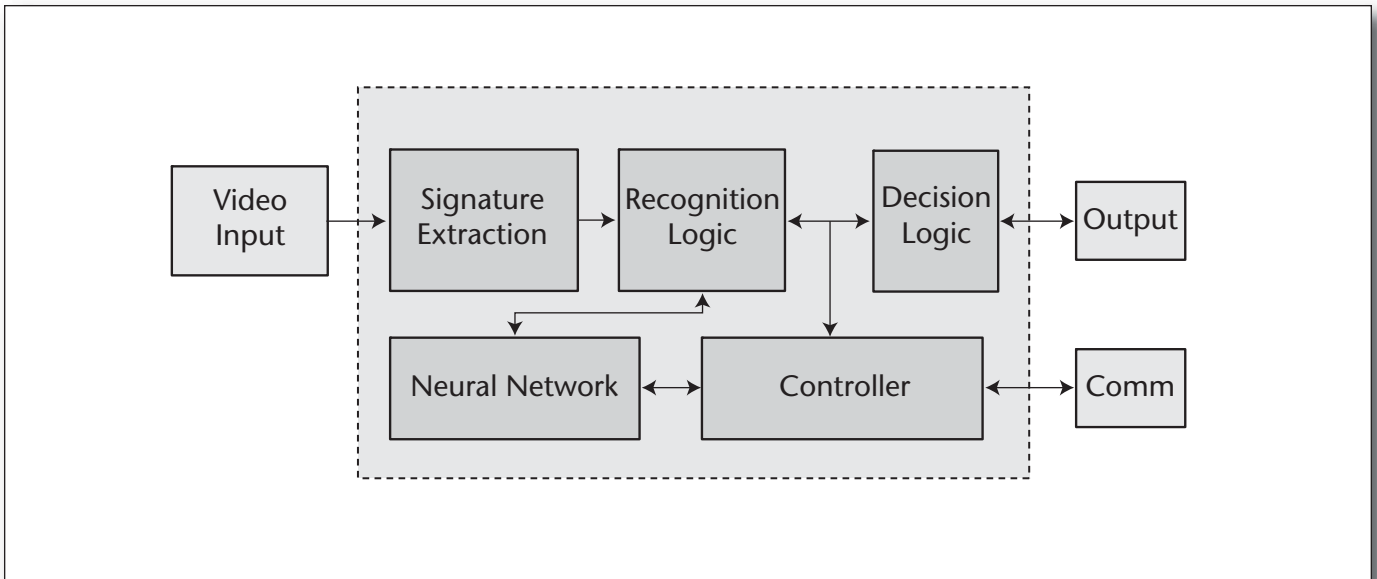 Video
Input
Signature
Extraction
Recognition
Logic
Decision
Logic
Output
Neural Network
Controller
Comm